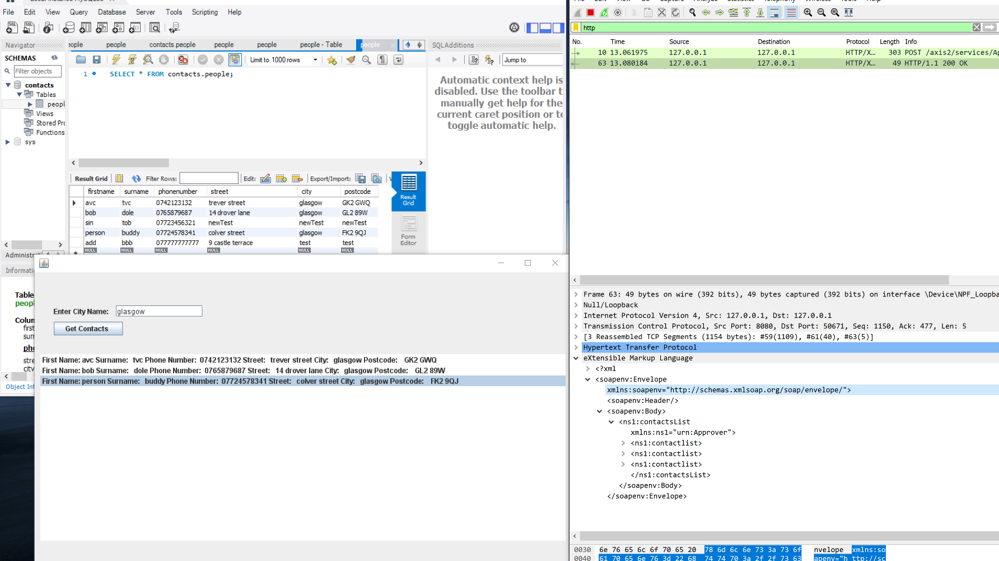 File Edit View Query Database Server Tools Scripting Help
Navigator
people contacts.people people people people - Table people
SQLAdditions
SCHEMAS
Limit to 1000 rows
Jump to
Filter objects
1 SELECT * FROM contacts.people;
contacts
Tables
Views
Stored Pro
Functions
sys
Automatic context help is
disabled. Use the toolbar t
manually get help for the
current caret position or to
toggle automatic help.
Result Grid Filter Rows: Edit: Export/Import:
firstname surname phonenumber street city postcode
avc tvc 0742123132 trever street glasgow GK2 GWQ
bob dole 0765879687 14 drover lane glasgow GL2 89W
sin tob 07723456321 newTest newTest newTest
person buddy 07724578341 colver street glasgow FK2 9QJ
add bbb 077777777777 9 castle terrace test test
NULL NULL NULL NULL NULL NULL
Result
Grid
Form
Editor
Administrati
Informati
Table
peopl
Colun
first
surn
pho
stre
city
Object Inf
Enter City Name: glasgow
Get Contacts
First Name: avc Surname: tvc Phone Number: 0742123132 Street: trever street City: glasgow Postcode: GK2 GWQ
First Name: bob Surname: dole Phone Number: 0765879687 Street: 14 drover lane City: glasgow Postcode: GL2 89W
First Name: person Surname: buddy Phone Number: 07724578341 Street: colver street City: glasgow Postcode: FK2 9QJ
http
No. Time Source Destination Protocol Length Info
10 13.061975 127.0.0.1 127.0.0.1 HTTP/X… 303 POST /axis2/services/Ap
63 13.080184 127.0.0.1 127.0.0.1 HTTP/X… 49 HTTP/1.1 200 OK
Frame 63: 49 bytes on wire (392 bits), 49 bytes captured (392 bits) on interface \Device\NPF_Loopba
Null/Loopback
Internet Protocol Version 4, Src: 127.0.0.1, Dst: 127.0.0.1
Transmission Control Protocol, Src Port: 8080, Dst Port: 50671, Seq: 1150, Ack: 477, Len: 5
[3 Reassembled TCP Segments (1154 bytes): #59(1109), #61(40), #63(5)]
Hypertext Transfer Protocol
eXtensible Markup Language
<?xml
<soapenv:Envelope
xmlns:soapenv="http://schemas.xmlsoap.org/soap/envelope/">
<soapenv:Header/>
<soapenv:Body>
<ns1:contactsList
xmlns:ns1="urn:Approver">
<ns1:contactlist>
<ns1:contactlist>
<ns1:contactlist>
</ns1:contactsList>
</soapenv:Body>
</soapenv:Envelope>
0030 6e 76 65 6c 6f 70 65 20 78 6d 6c 6e 73 3a 73 6f nvelope xmlns:so
0040 61 70 65 6e 76 3d 22 68 74 74 70 3a 2f 2f 73 63 apenv="h ttp://sc